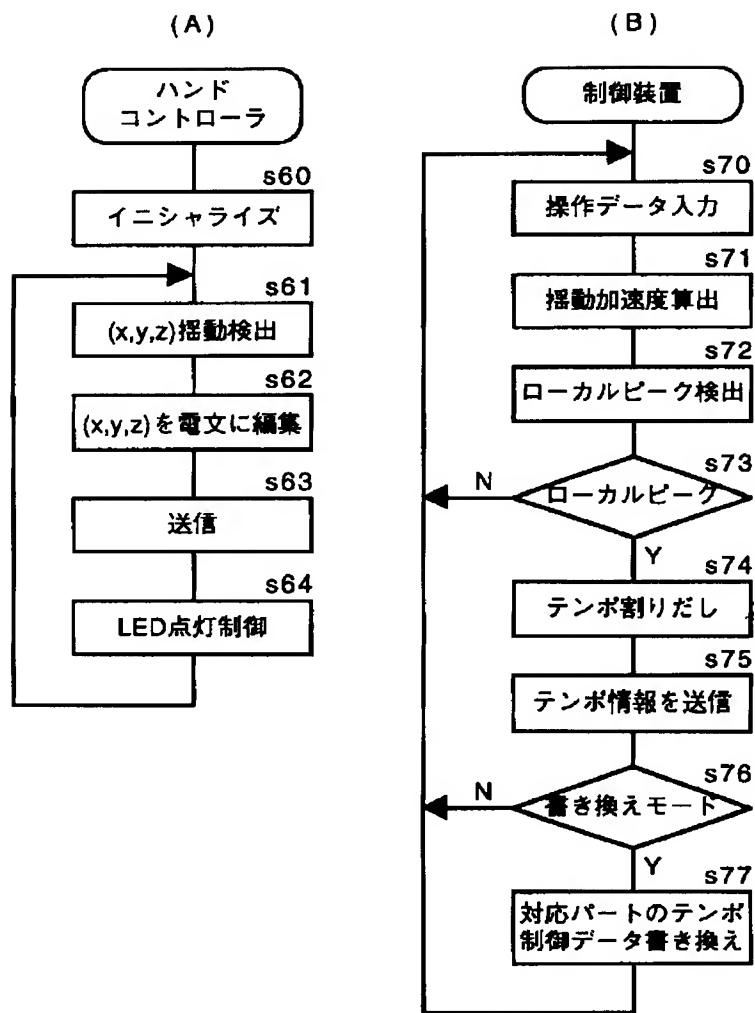 (A)
ハンド
コントローラ
s60
イニシャライズ
s61
(x,y,z)揺動検出
s62
(x,y,z)を電文に編集
s63
送信
s64
LED点灯制御
(B)
制御装置
s70
操作データ入力
s71
揺動加速度算出
s72
ローカルピーク検出
s73
ローカルピーク
N
Y
s74
テンポ割りだし
s75
テンポ情報を送信
s76
書き換えモード
N
Y
s77
対応パートのテンポ
制御データ書き換え